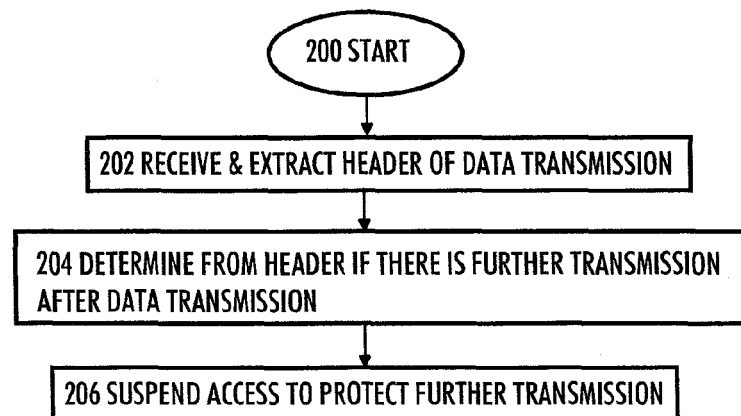 200 START
202 RECEIVE & EXTRACT HEADER OF DATA TRANSMISSION
204 DETERMINE FROM HEADER IF THERE IS FURTHER TRANSMISSION
AFTER DATA TRANSMISSION
206 SUSPEND ACCESS TO PROTECT FURTHER TRANSMISSION